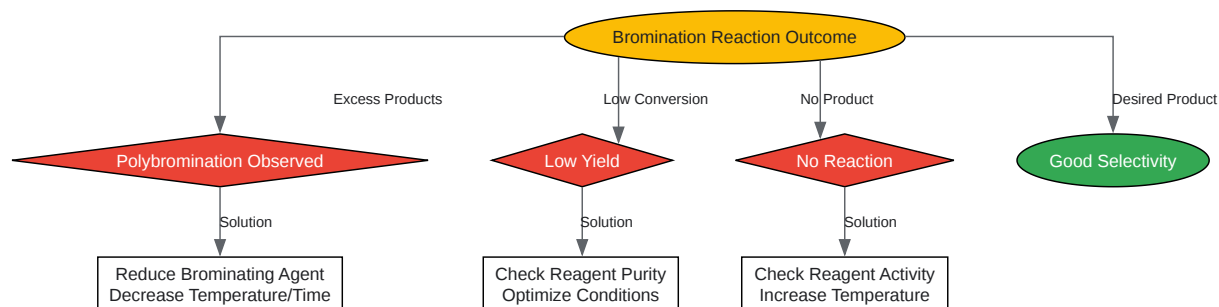 Bromination Reaction Outcome
Excess Products
Low Conversion
No Product
Desired Product
Polybromination Observed
Low Yield
No Reaction
Good Selectivity
Solution
Solution
Solution
Reduce Brominating Agent
Decrease Temperature/Time
Check Reagent Purity
Optimize Conditions
Check Reagent Activity
Increase Temperature